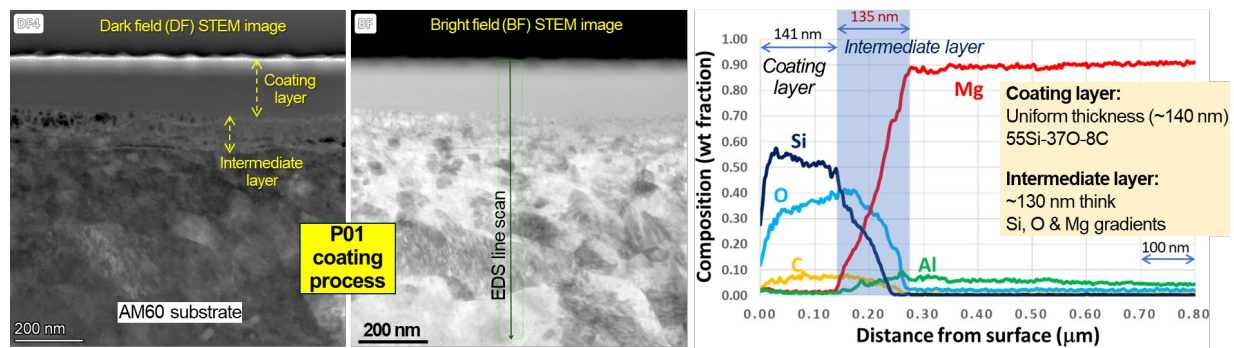 DF4
Dark field (DF) STEM image
Coating
layer
Intermediate
layer
AM60 substrate
200 nm
P01
coating
process
BF
Bright field (BF) STEM image
EDS line scan
200 nm
Composition (wt fraction)
1.00
0.90
0.80
0.70
0.60
0.50
0.40
0.30
0.20
0.10
0.00
141 nm
135 nm
Coating
layer
Intermediate layer
Si
O
C
Al
Mg
Coating layer:
Uniform thickness (~140 nm)
55Si-37O-8C
Intermediate layer:
~130 nm think
Si, O & Mg gradients
100 nm
0.00 0.10 0.20 0.30 0.40 0.50 0.60 0.70 0.80
Distance from surface (μm)